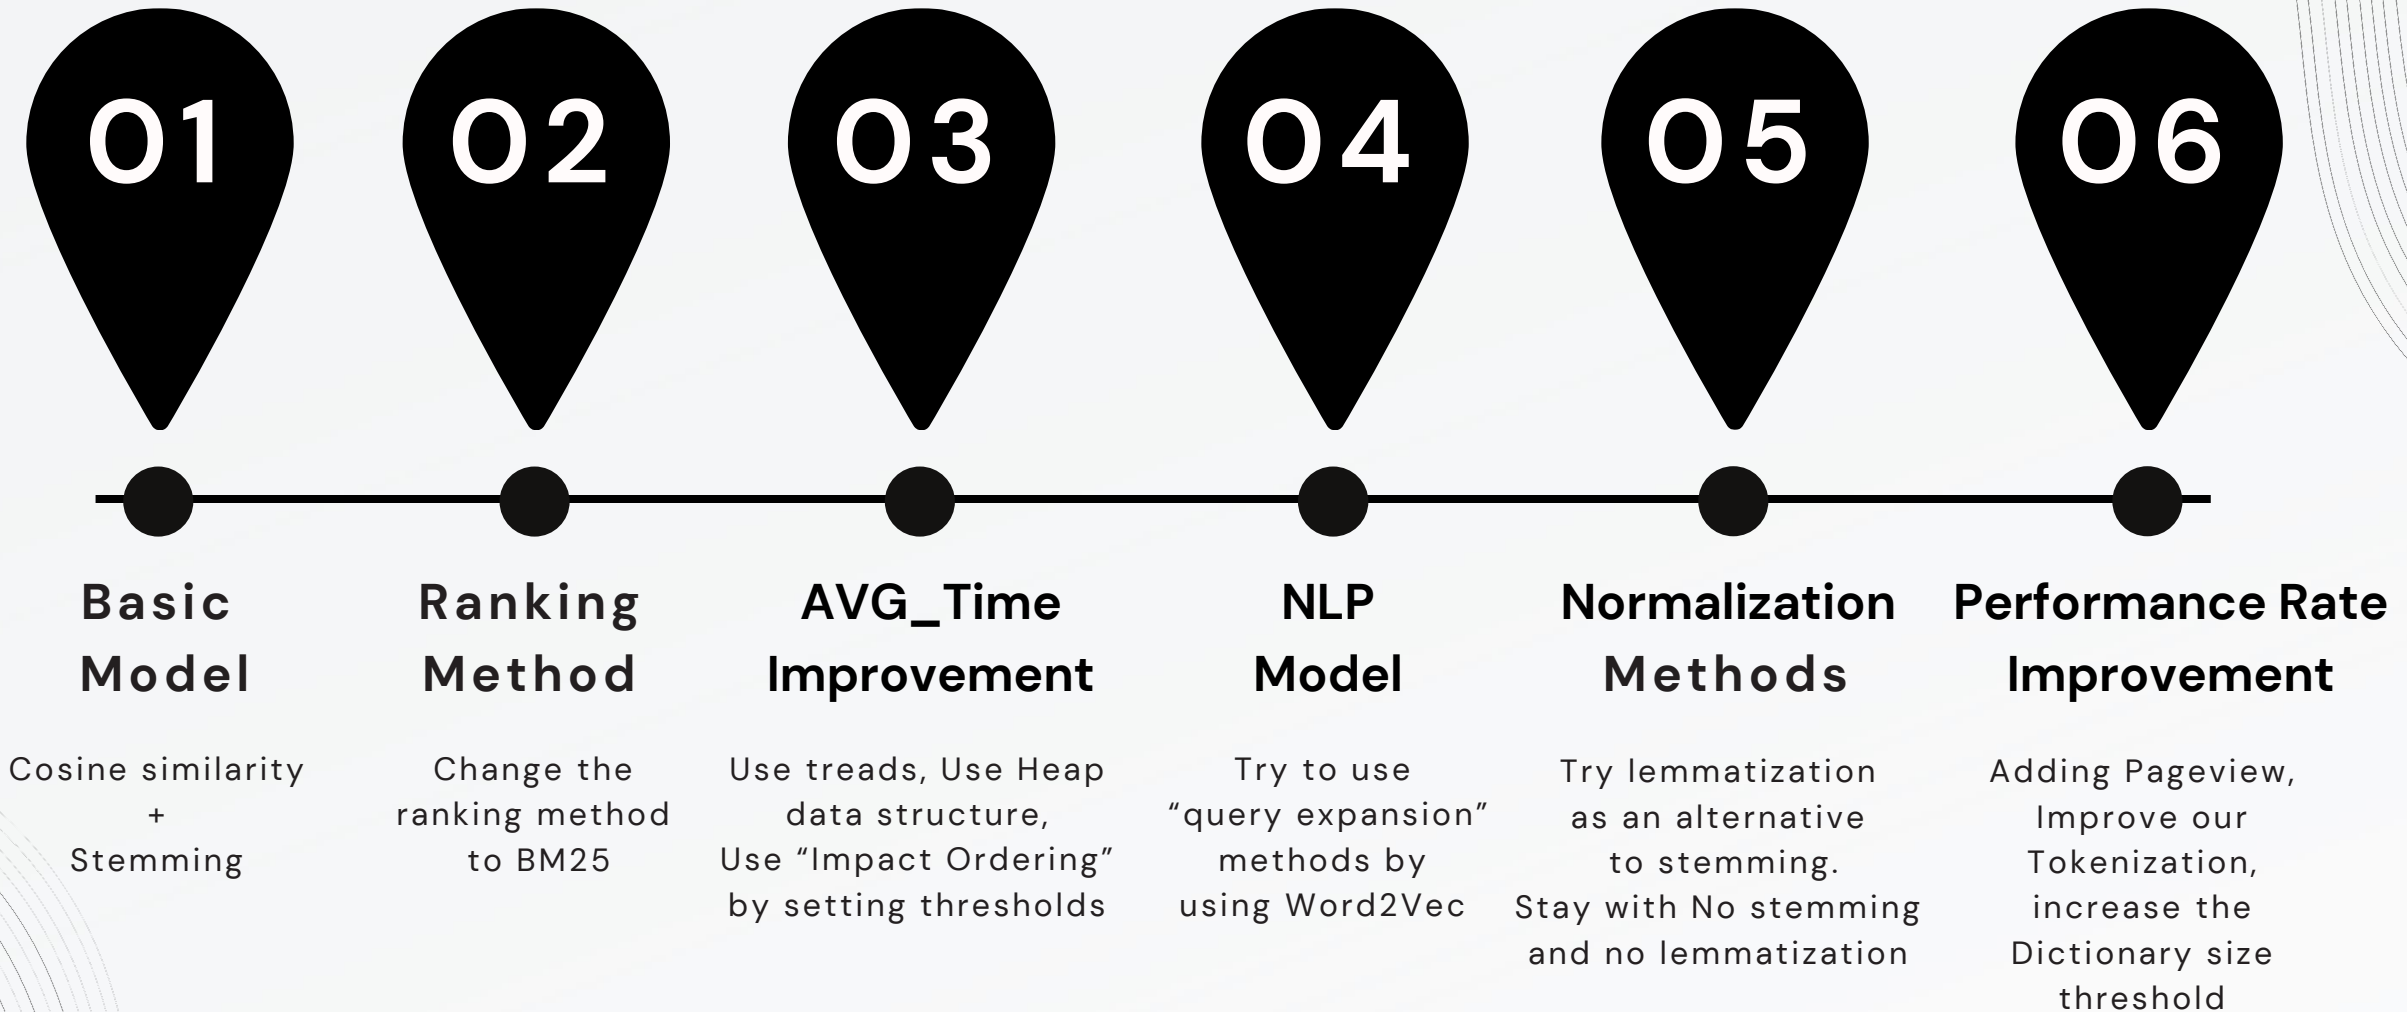 01
02
03
04
05
06
Basic
Model
Cosine similarity
+
Stemming
Ranking
Method
Change the
ranking method
to BM25
AVG_Time
Improvement
Use treads, Use Heap
data structure,
Use “Impact Ordering”
by setting thresholds
NLP
Model
Try to use
“query expansion”
methods by
using Word2Vec
Normalization
Methods
Try lemmatization
as an alternative
to stemming.
Stay with No stemming
and no lemmatization
Performance Rate
Improvement
Adding Pageview,
Improve our
Tokenization,
increase the
Dictionary size
threshold